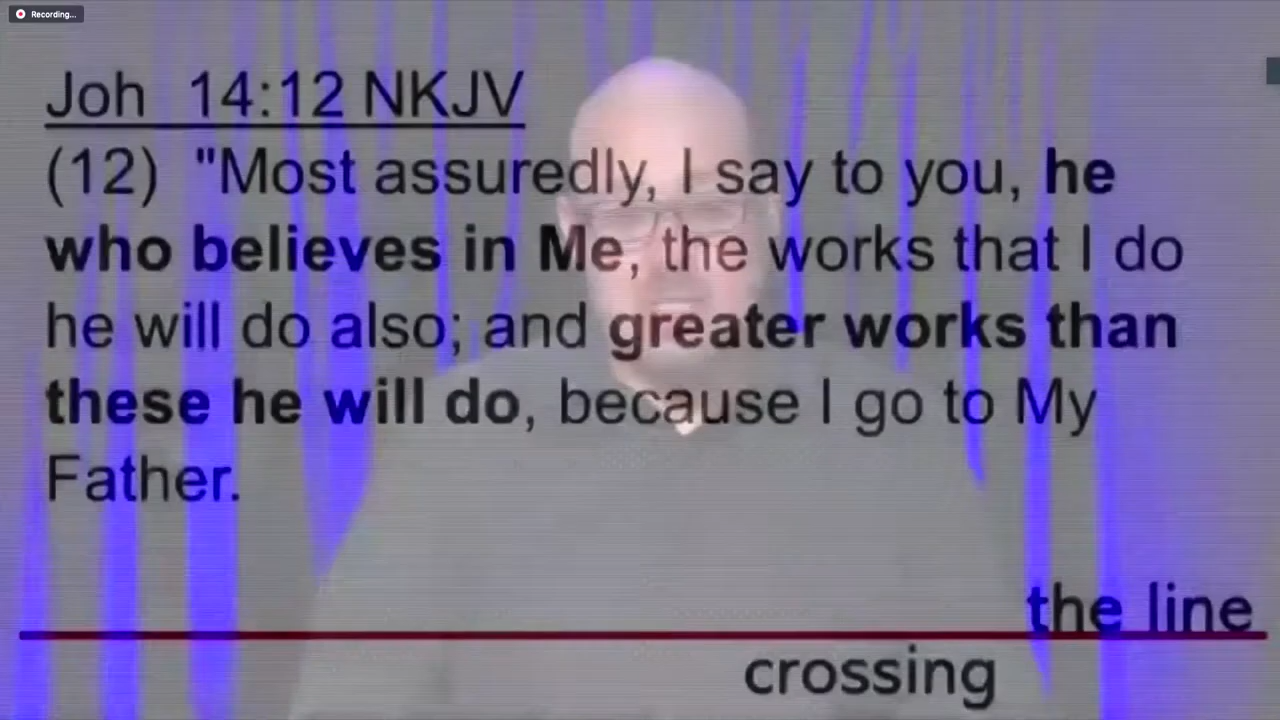 Recording...
Joh 14:12 NKJV
(12) "Most assuredly, I say to you, he
who believes in Me, the works that I do
he will do also; and greater works than
these he will do, because I go to My
Father.
the line
crossing